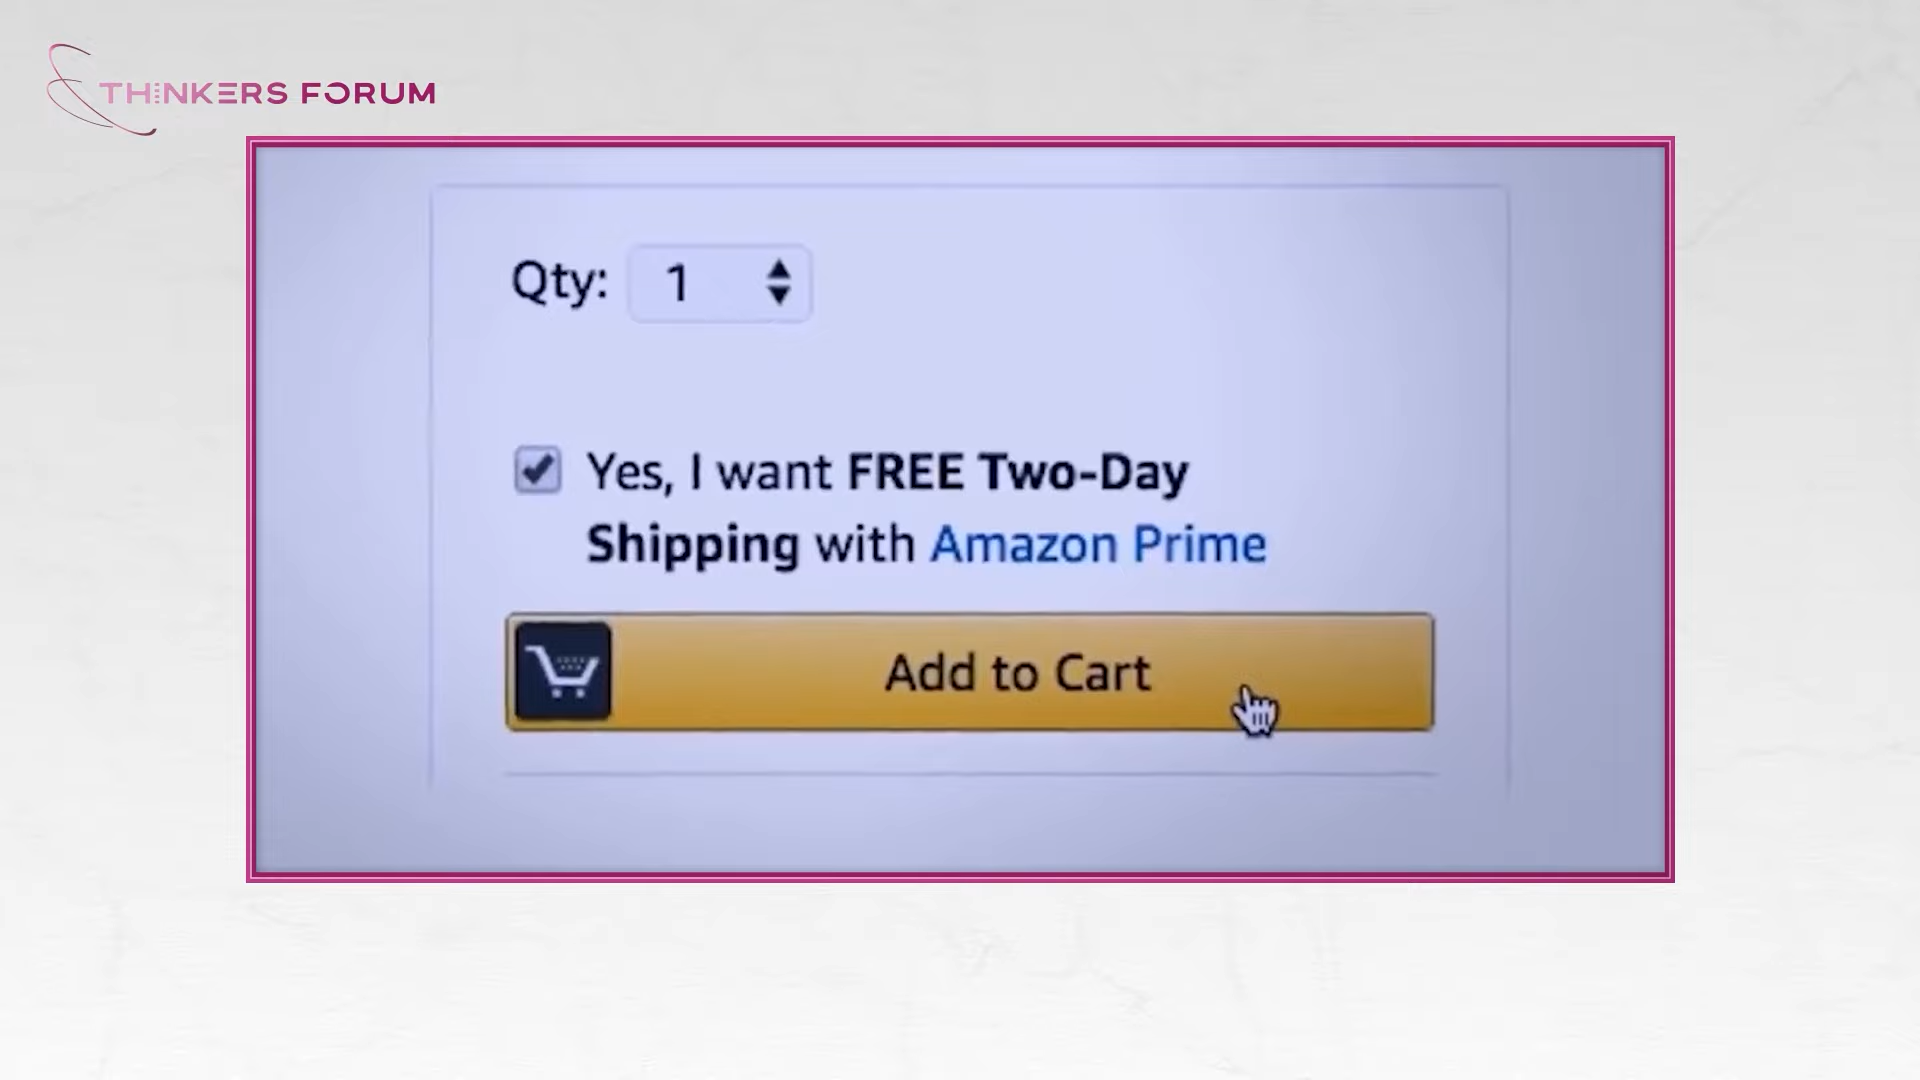 THINKERS FORUM
Qty: 1
Yes, I want FREE Two-Day
Shipping with Amazon Prime
Add to Cart